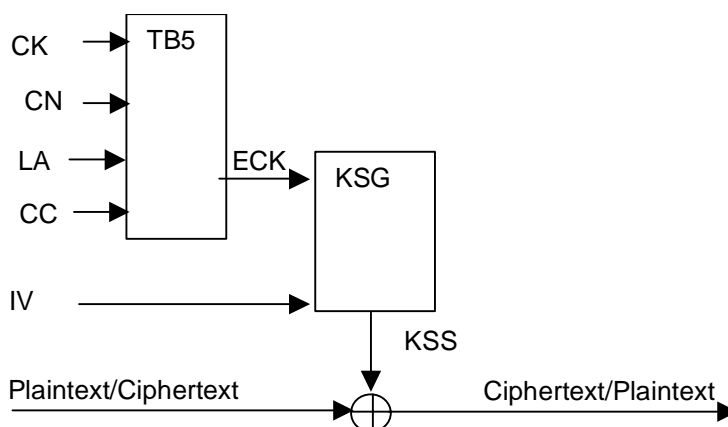 CK
TB5
CN
LA
ECK
KSG
CC
IV
KSS
Plaintext/Ciphertext
Ciphertext/Plaintext